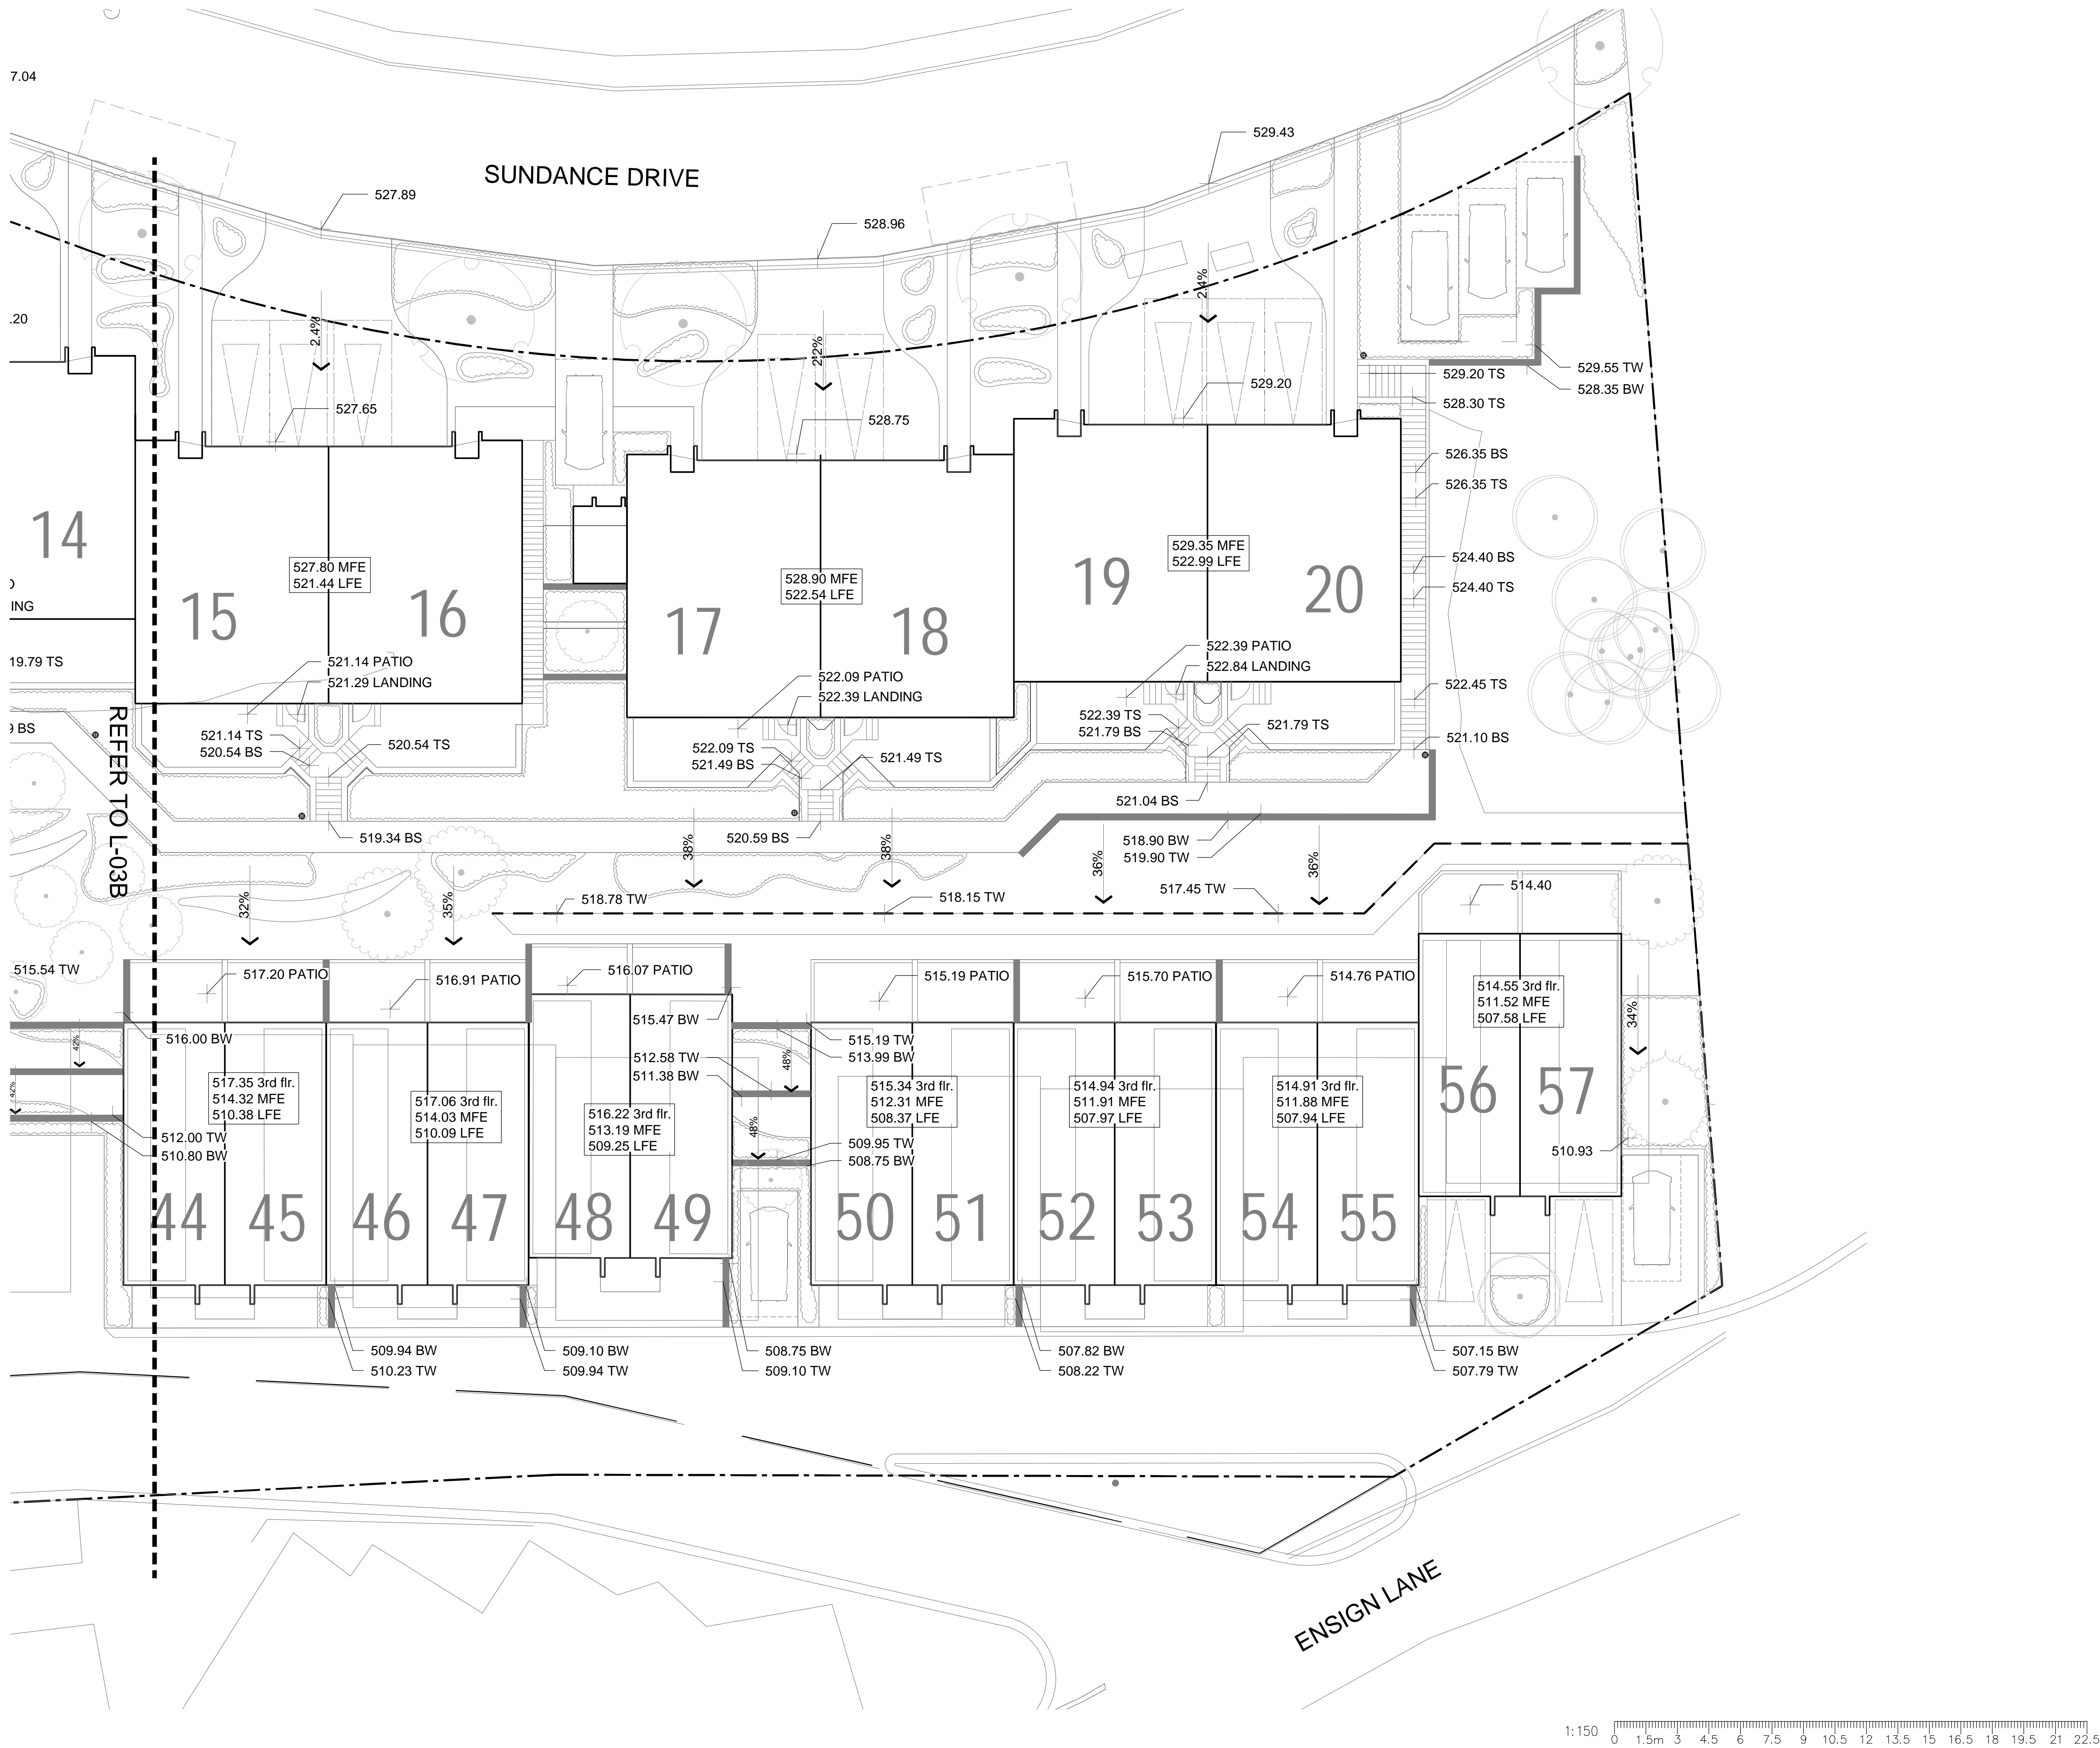 7.04
529.43
SUNDANCE DRIVE
527.89
528.96
2.4%
.20
2.4%
2.2%
529.55 TW
529.20 TS
528.35 BW
529.20
528.30 TS
527.65
528.75
526.35 BS
526.35 TS
14
529.35 MFE
522.99 LFE
524.40 BS
527.80 MFE
521.44 LFE
528.90 MFE
522.54 LFE
19
20
524.40 TS
ING
15
16
17
18
522.39 PATIO
19.79 TS
521.14 PATIO
522.84 LANDING
522.09 PATIO
521.29 LANDING
522.39 LANDING
522.45 TS
9 BS
REFER TO L-03B
521.14 TS
520.54 BS
520.54 TS
522.39 TS
521.79 BS
521.79 TS
522.09 TS
521.49 BS
521.49 TS
521.10 BS
521.04 BS
519.34 BS
38%
520.59 BS
38%
518.90 BW
519.90 TW
36%
36%
32%
35%
518.78 TW
518.15 TW
517.45 TW
514.40
515.54 TW
517.20 PATIO
516.91 PATIO
516.07 PATIO
515.19 PATIO
515.70 PATIO
514.76 PATIO
514.55 3rd flr.
511.52 MFE
507.58 LFE
34%
515.47 BW
42%
516.00 BW
515.19 TW
512.58 TW
513.99 BW
48%
511.38 BW
42%
517.35 3rd flr.
514.32 MFE
510.38 LFE
517.06 3rd flr.
514.03 MFE
510.09 LFE
516.22 3rd flr.
513.19 MFE
509.25 LFE
515.34 3rd flr.
512.31 MFE
508.37 LFE
514.94 3rd flr.
511.91 MFE
507.97 LFE
514.91 3rd flr.
511.88 MFE
507.94 LFE
56
57
48%
512.00 TW
510.80 BW
509.95 TW
508.75 BW
510.93
44
45
46
47
48
49
50
51
52
53
54
55
509.94 BW
510.23 TW
509.10 BW
509.94 TW
508.75 BW
509.10 TW
507.82 BW
508.22 TW
507.15 BW
507.79 TW
ENSIGN LANE
1:150
0 1.5m 3 4.5 6 7.5 9 10.5 12 13.5 15 16.5 18 19.5 21 22.5